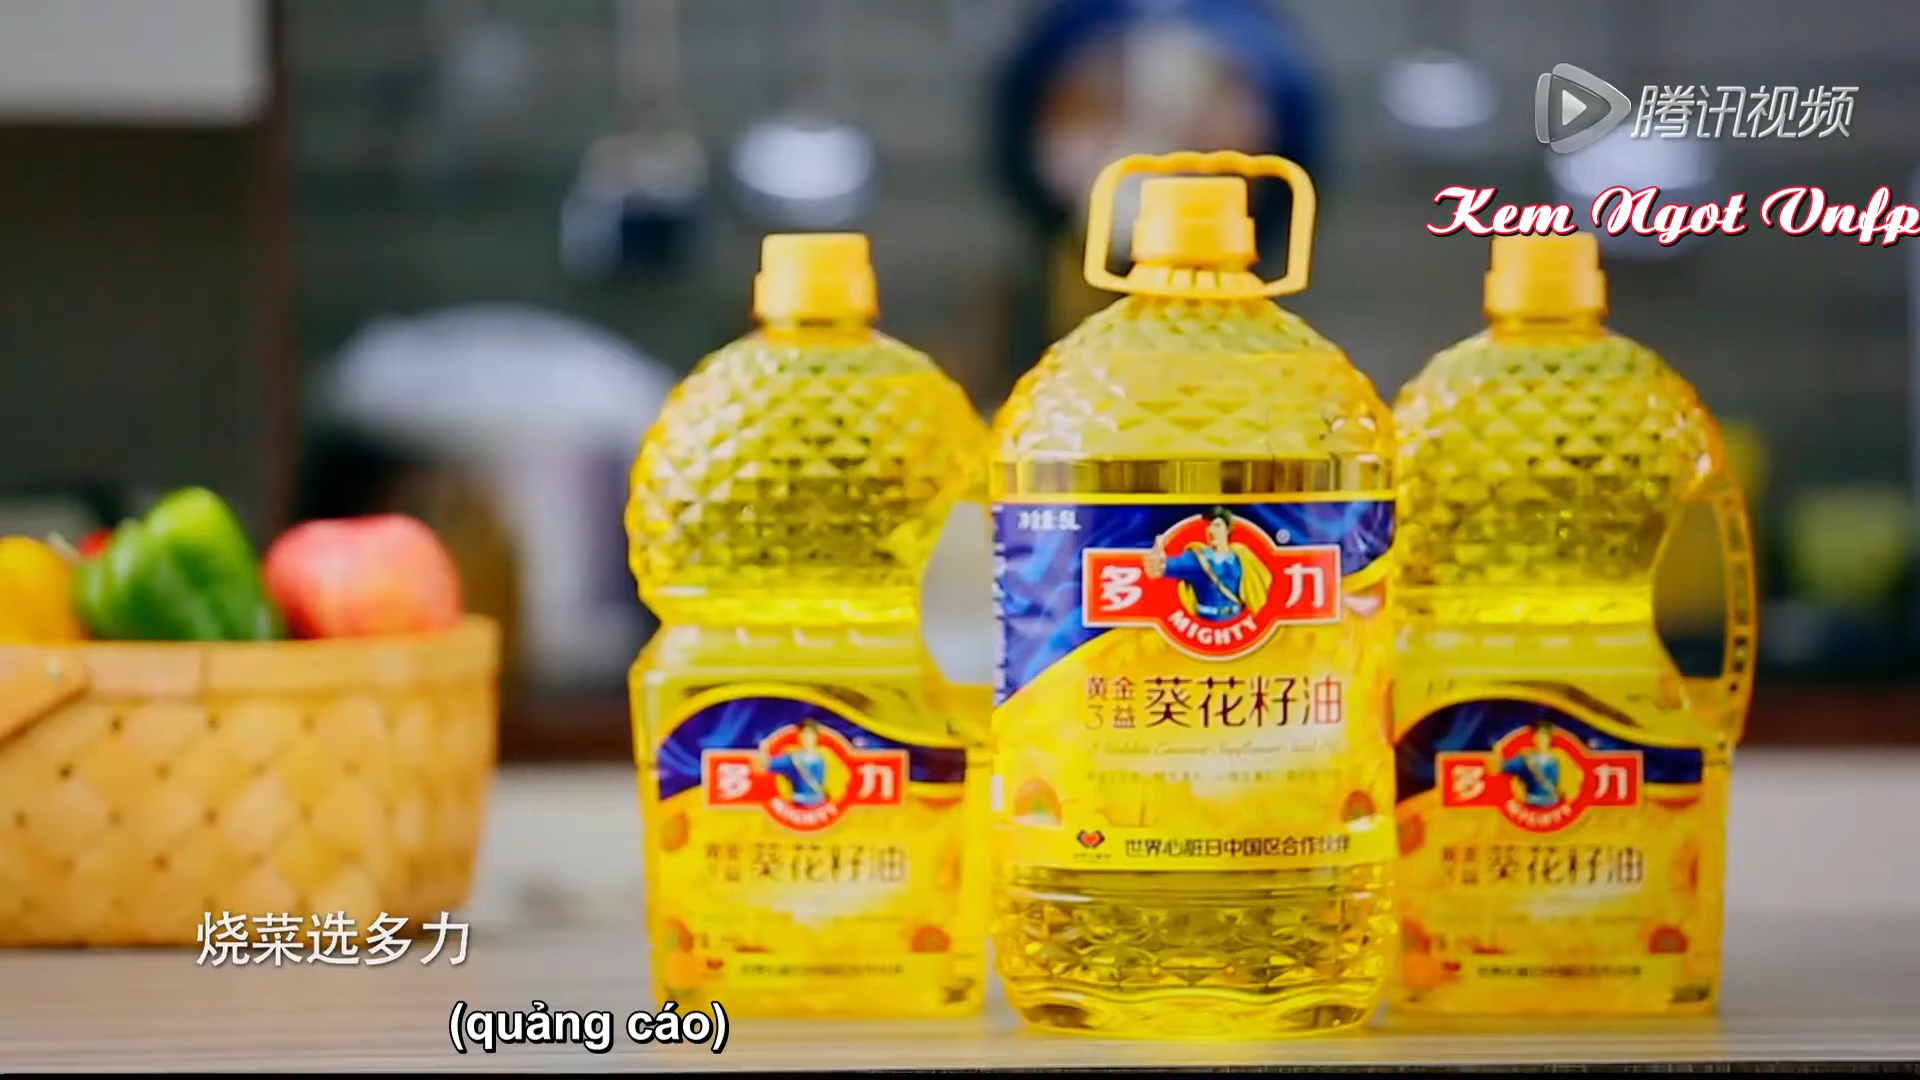 腾讯视频
Kem Ngot Vnfp
净含量:5L
多力
MIGHTY
黄金3益 葵花籽油
世界心脏日中国区合作伙伴
多力
MIGHTY
葵花籽油
多力
MIGHTY
葵花籽油
烧菜选多力
(quảng cáo)